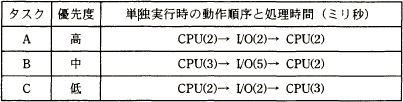 タスク 優先度 単独実行時の動作順序と処理時間（ミリ秒）
A 高 CPU(2)→ I/O(2)→ CPU(2)
B 中 CPU(3)→ I/O(5)→ CPU(2)
C 低 CPU(2)→ I/O(2)→ CPU(3)